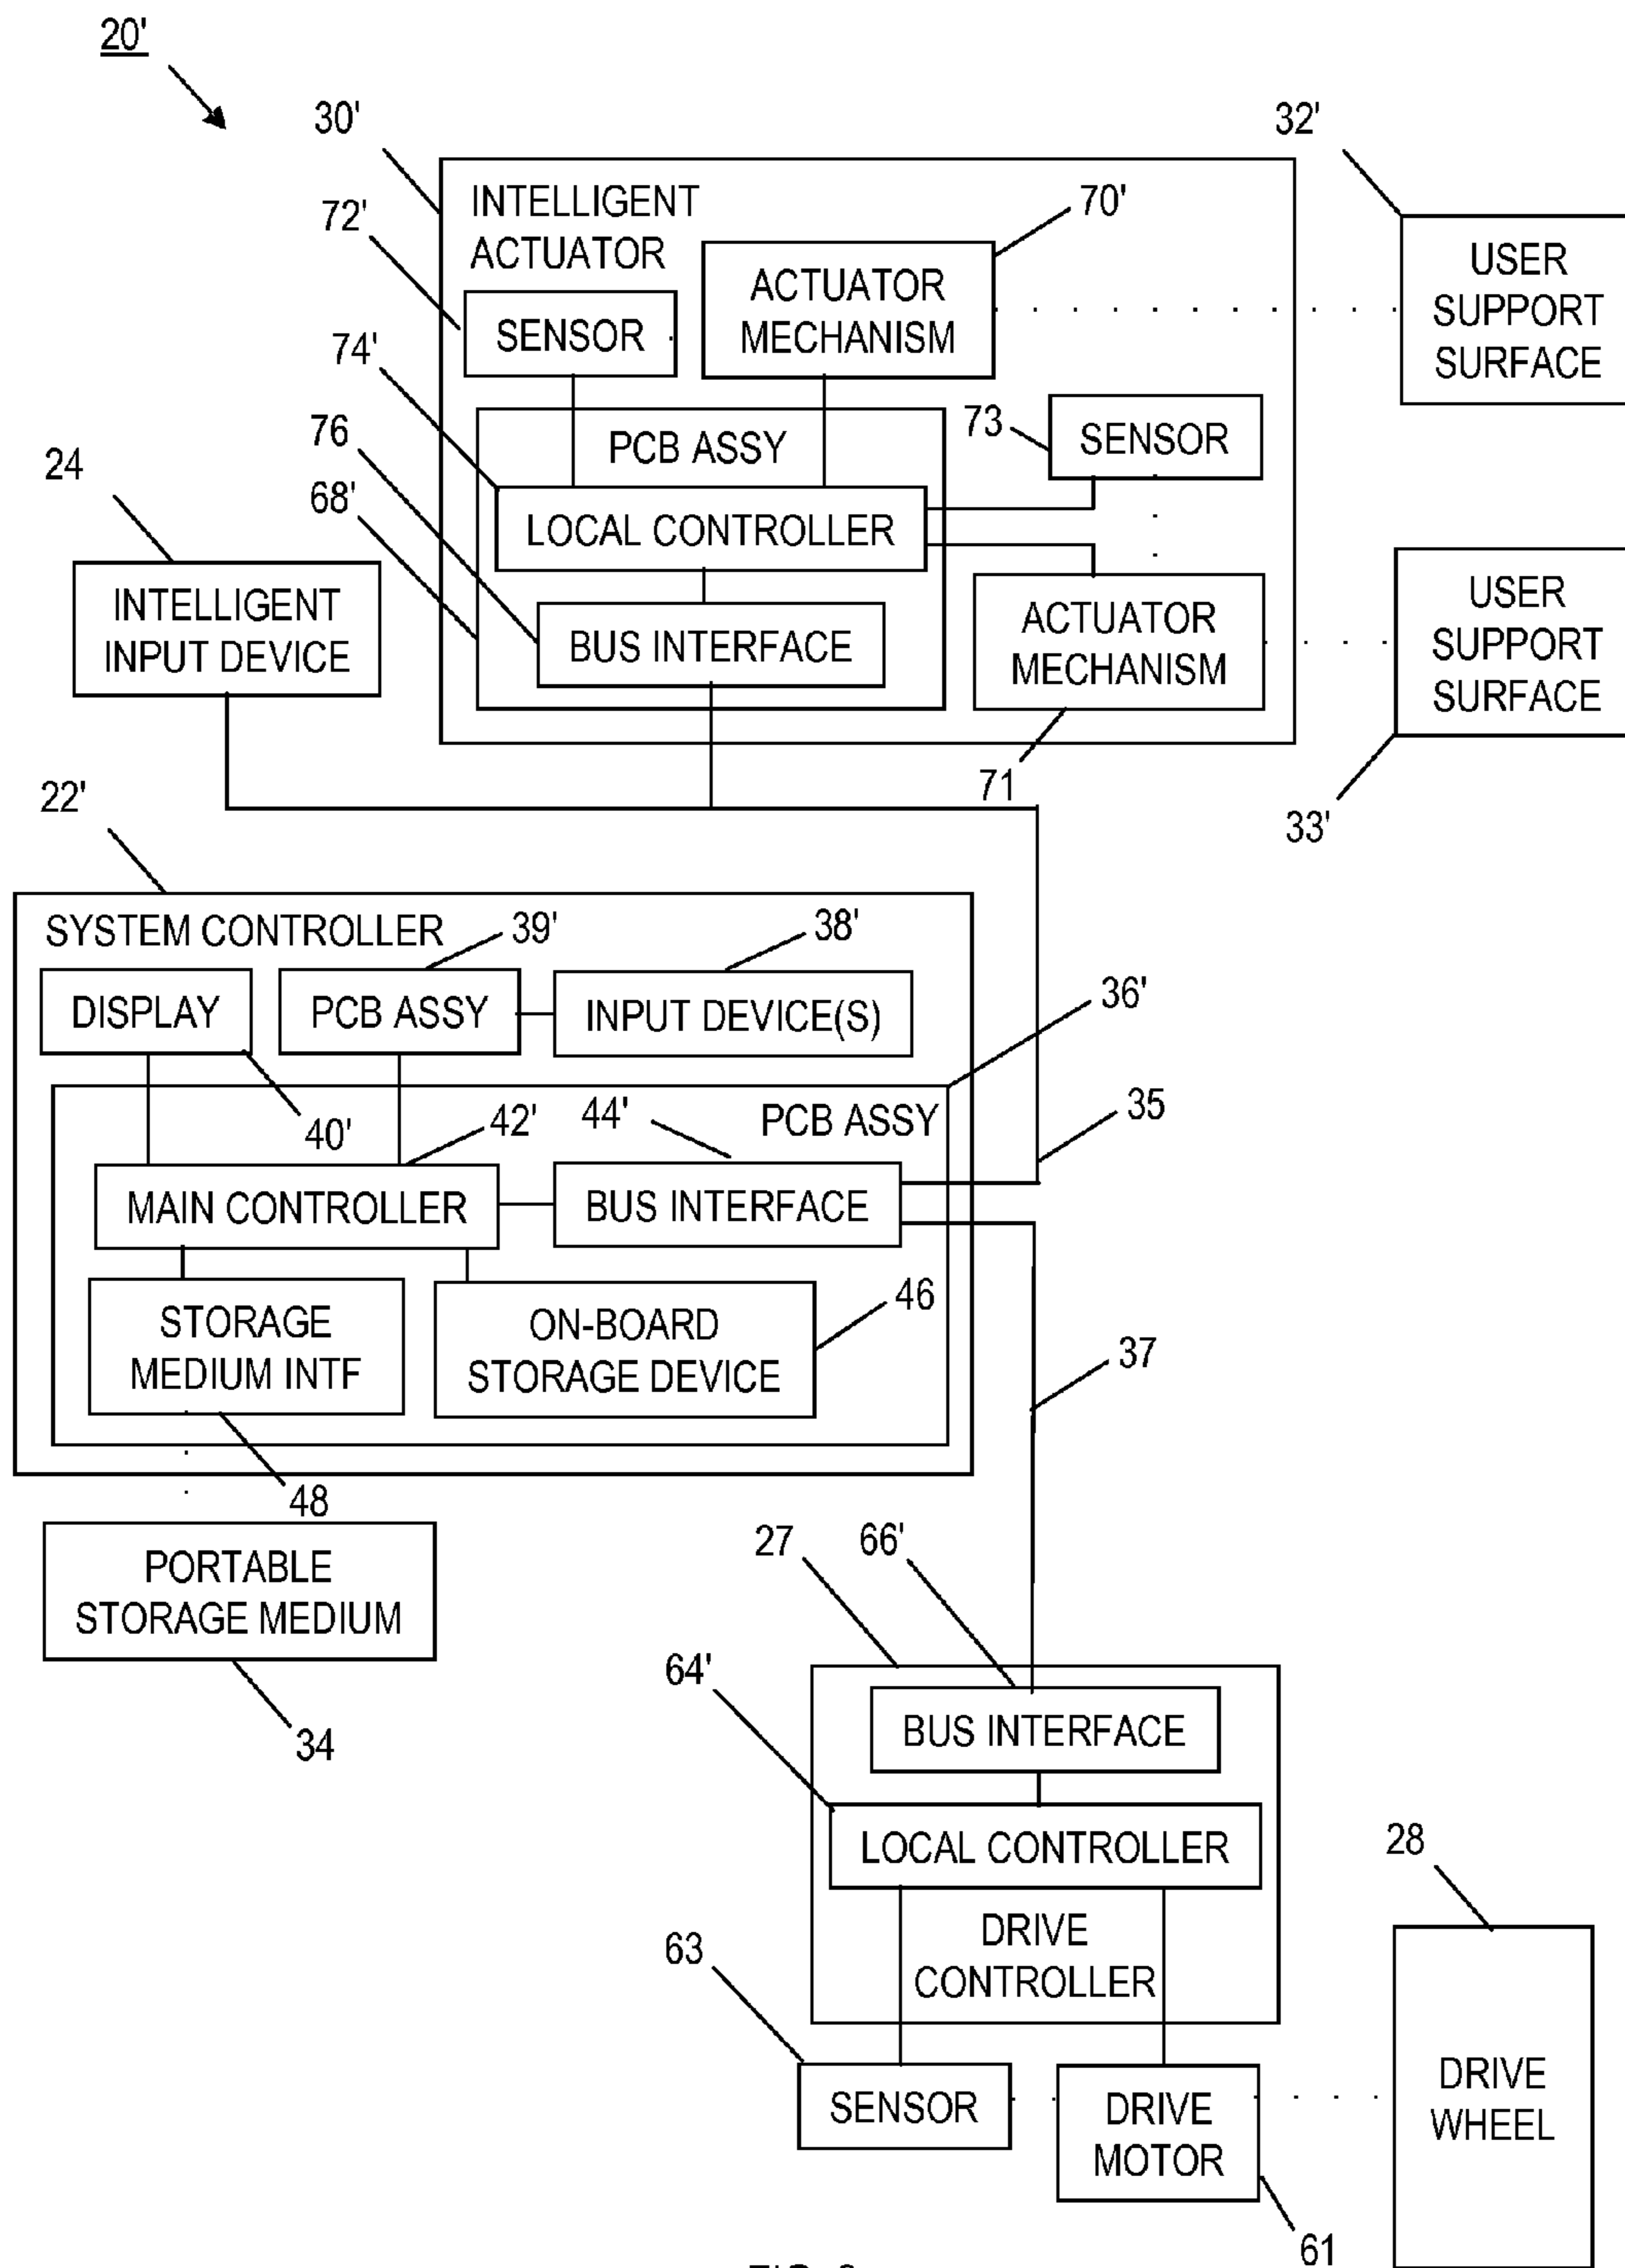 20'
30'
32'
INTELLIGENT
ACTUATOR
70'
72'
USER
SUPPORT
SURFACE
ACTUATOR
MECHANISM
SENSOR
74'
73
SENSOR
76
PCB ASSY
24
68'
LOCAL CONTROLLER
INTELLIGENT
INPUT DEVICE
BUS INTERFACE
ACTUATOR
MECHANISM
USER
SUPPORT
SURFACE
71
22'
33'
SYSTEM CONTROLLER
39'
38'
DISPLAY
PCB ASSY
INPUT DEVICE(S)
36'
40'
42'
44'
PCB ASSY
35
MAIN CONTROLLER
BUS INTERFACE
STORAGE
MEDIUM INTF
ON-BOARD
STORAGE DEVICE
46
37
48
PORTABLE
STORAGE MEDIUM
27
66'
34
64'
BUS INTERFACE
LOCAL CONTROLLER
28
DRIVE
CONTROLLER
63
SENSOR
DRIVE
MOTOR
DRIVE
WHEEL
61